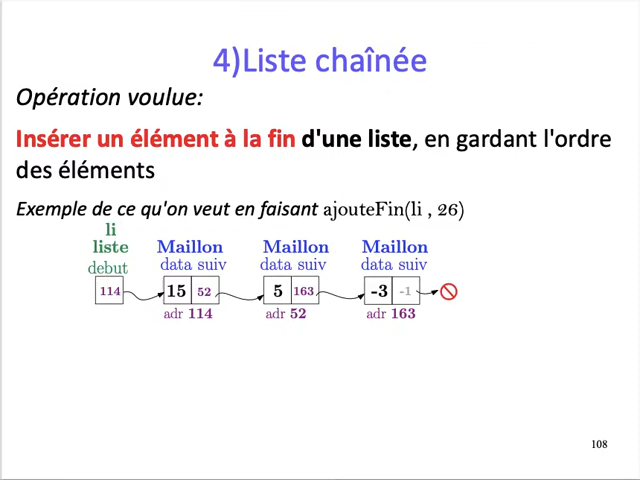 4)Liste chaînée
Opération voulue:
Insérer un élément à la fin d'une liste, en gardant l'ordre
des éléments
Exemple de ce qu'on veut en faisant ajouteFin(li , 26)
li
liste Maillon Maillon Maillon
debut data suiv data suiv data suiv
114 15 52 5 163 -3 -1
adr 114 adr 52 adr 163
108